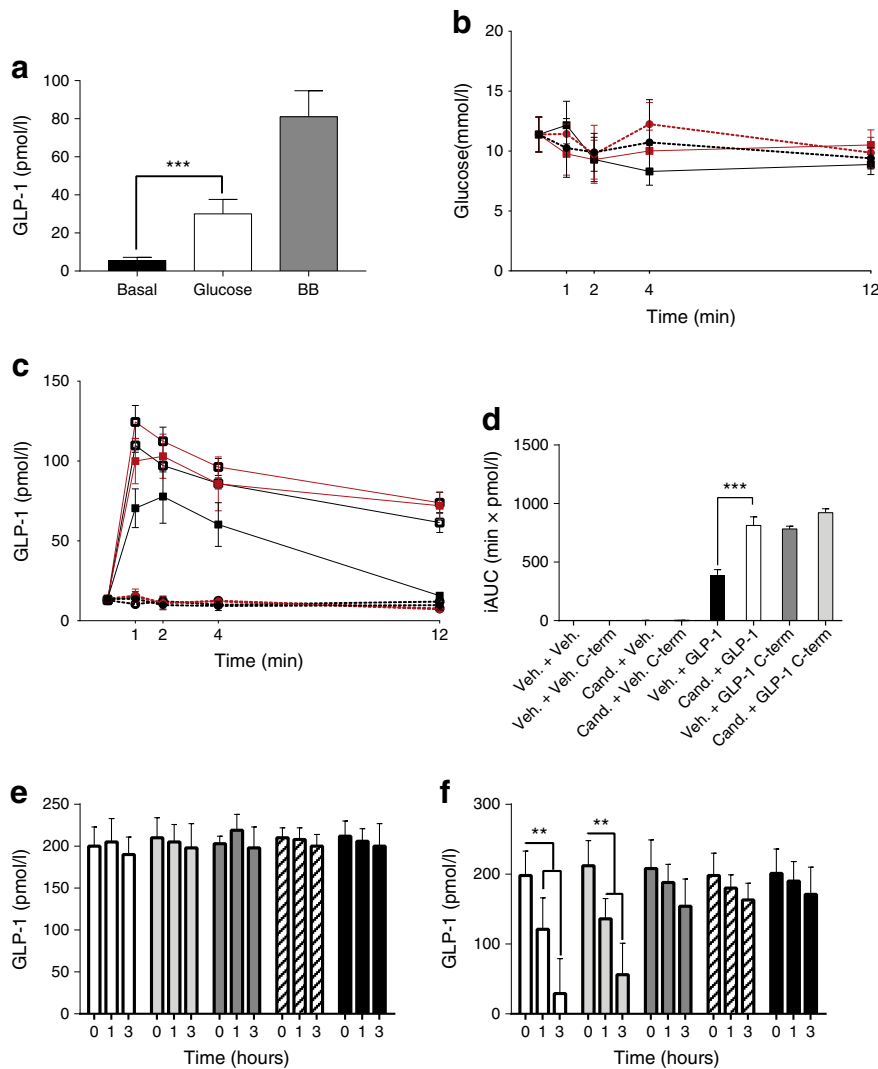 a
GLP-1 (pmol/l)
100
80
60
40
20
0
***
Basal Glucose BB
b
Glucose(mmol/l)
20
15
10
5
0
1 2 4 12
Time (min)
c
GLP-1 (pmol/l)
150
100
50
0
1 2 4 12
Time (min)
d
iAUC (min × pmol/l)
1500
1000
500
0
***
Veh. + Veh.
Veh. + Veh. C-term
Cand. + Veh.
Cand. + Veh. C-term
Veh. + GLP-1
Cand. + GLP-1
Veh. + GLP-1 C-term
Cand. + GLP-1 C-term
e
GLP-1 (pmol/l)
250
200
150
100
50
0
0 1 3 0 1 3 0 1 3 0 1 3 0 1 3
Time (hours)
f
GLP-1 (pmol/l)
300
200
100
0
** **
0 1 3 0 1 3 0 1 3 0 1 3 0 1 3
Time (hours)